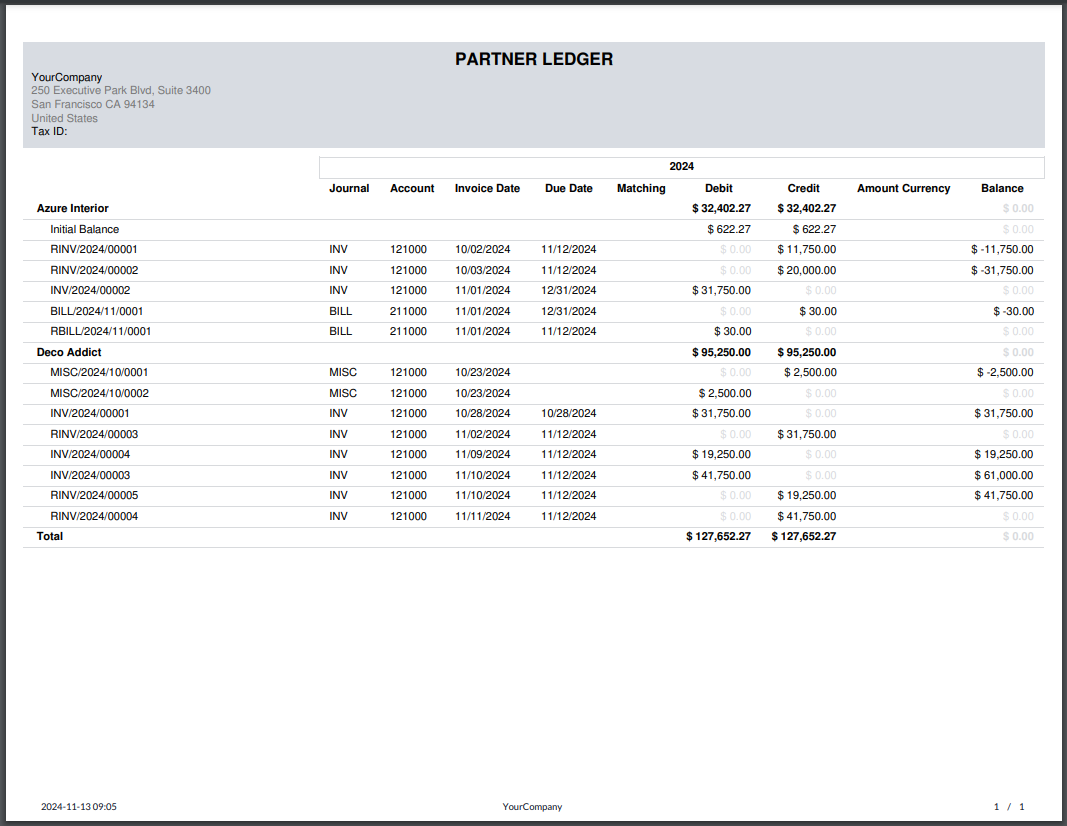 PARTNER LEDGER
YourCompany
250 Executive Park Blvd, Suite 3400
San Francisco CA 94134
United States
Tax ID:
2024
Journal Account Invoice Date Due Date Matching Debit Credit Amount Currency Balance
Azure Interior $ 32,402.27 $ 32,402.27 $ 0.00
Initial Balance $ 622.27 $ 622.27 $ 0.00
RINV/2024/00001 INV 121000 10/02/2024 11/12/2024 $ 0.00 $ 11,750.00 $ -11,750.00
RINV/2024/00002 INV 121000 10/03/2024 11/12/2024 $ 0.00 $ 20,000.00 $ -31,750.00
INV/2024/00002 INV 121000 11/01/2024 12/31/2024 $ 31,750.00 $ 0.00 $ 0.00
BILL/2024/11/0001 BILL 211000 11/01/2024 12/31/2024 $ 0.00 $ 30.00 $ -30.00
RBILL/2024/11/0001 BILL 211000 11/01/2024 11/12/2024 $ 30.00 $ 0.00 $ 0.00
Deco Addict $ 95,250.00 $ 95,250.00 $ 0.00
MISC/2024/10/0001 MISC 121000 10/23/2024 $ 0.00 $ 2,500.00 $ -2,500.00
MISC/2024/10/0002 MISC 121000 10/23/2024 $ 2,500.00 $ 0.00 $ 0.00
INV/2024/00001 INV 121000 10/28/2024 10/28/2024 $ 31,750.00 $ 0.00 $ 31,750.00
RINV/2024/00003 INV 121000 11/02/2024 11/12/2024 $ 0.00 $ 31,750.00 $ 0.00
INV/2024/00004 INV 121000 11/09/2024 11/12/2024 $ 19,250.00 $ 0.00 $ 19,250.00
INV/2024/00003 INV 121000 11/10/2024 11/12/2024 $ 41,750.00 $ 0.00 $ 61,000.00
RINV/2024/00005 INV 121000 11/10/2024 11/12/2024 $ 0.00 $ 19,250.00 $ 41,750.00
RINV/2024/00004 INV 121000 11/11/2024 11/12/2024 $ 0.00 $ 41,750.00 $ 0.00
Total $ 127,652.27 $ 127,652.27 $ 0.00
2024-11-13 09:05 YourCompany 1 / 1